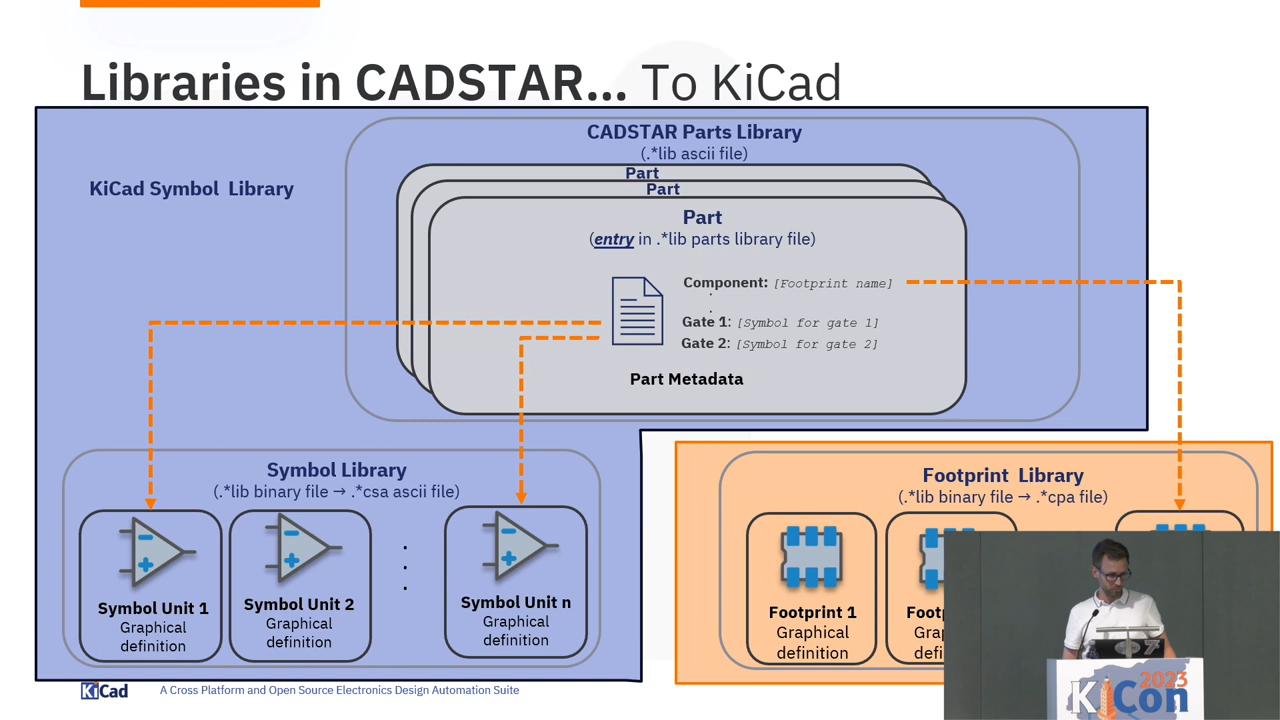 Libraries in CADSTAR... To KiCad
KiCad Symbol Library
CADSTAR Parts Library
(.*lib ascii file)
Part
Part
Part
(entry in .*lib parts library file)
Component: [Footprint name]
.
.
Gate 1: [Symbol for gate 1]
Gate 2: [Symbol for gate 2]
Part Metadata
Symbol Library
(.*lib binary file → .*csa ascii file)
Symbol Unit 1
Graphical
definition
Symbol Unit 2
Graphical
definition
.
.
.
Symbol Unit n
Graphical
definition
Footprint Library
(.*lib binary file → .*cpa file)
Footprint 1
Graphical
definition
KiCad
A Cross Platform and Open Source Electronics Design Automation Suite
2023
KiCon